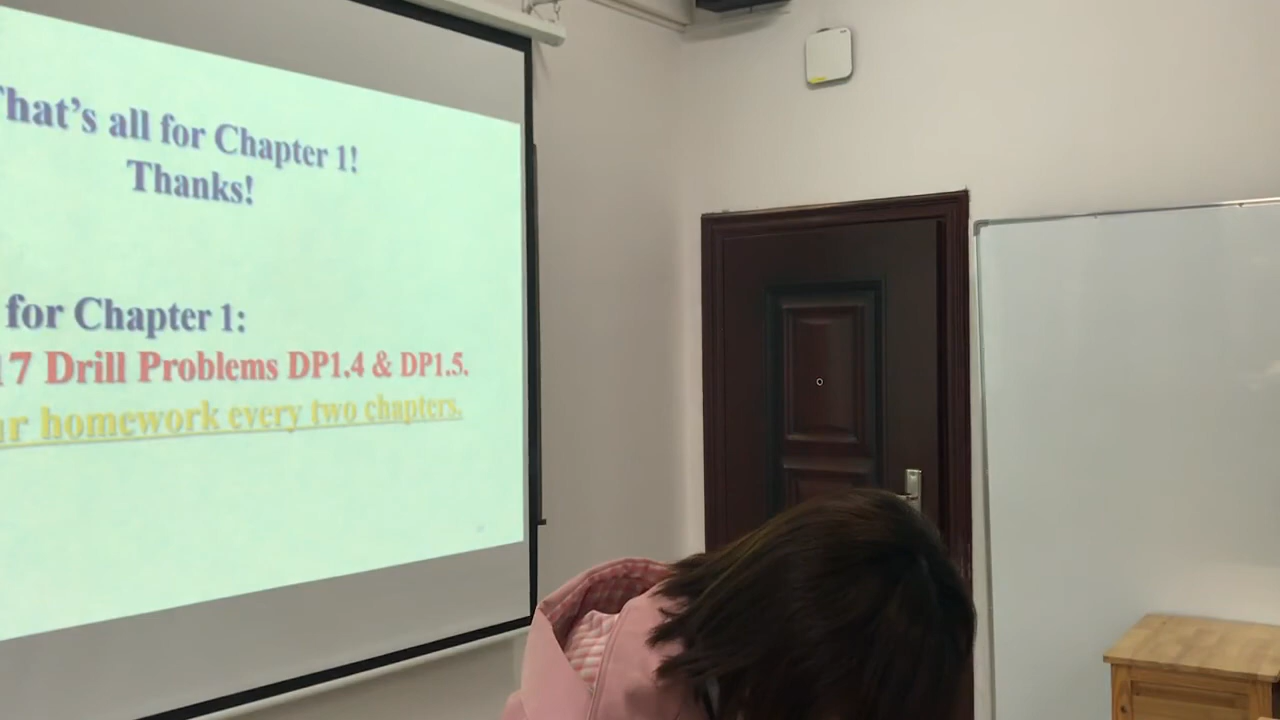 That's all for Chapter 1!
Thanks!
for Chapter 1:
17 Drill Problems DP1.4 & DP1.5.
homework every two chapters.